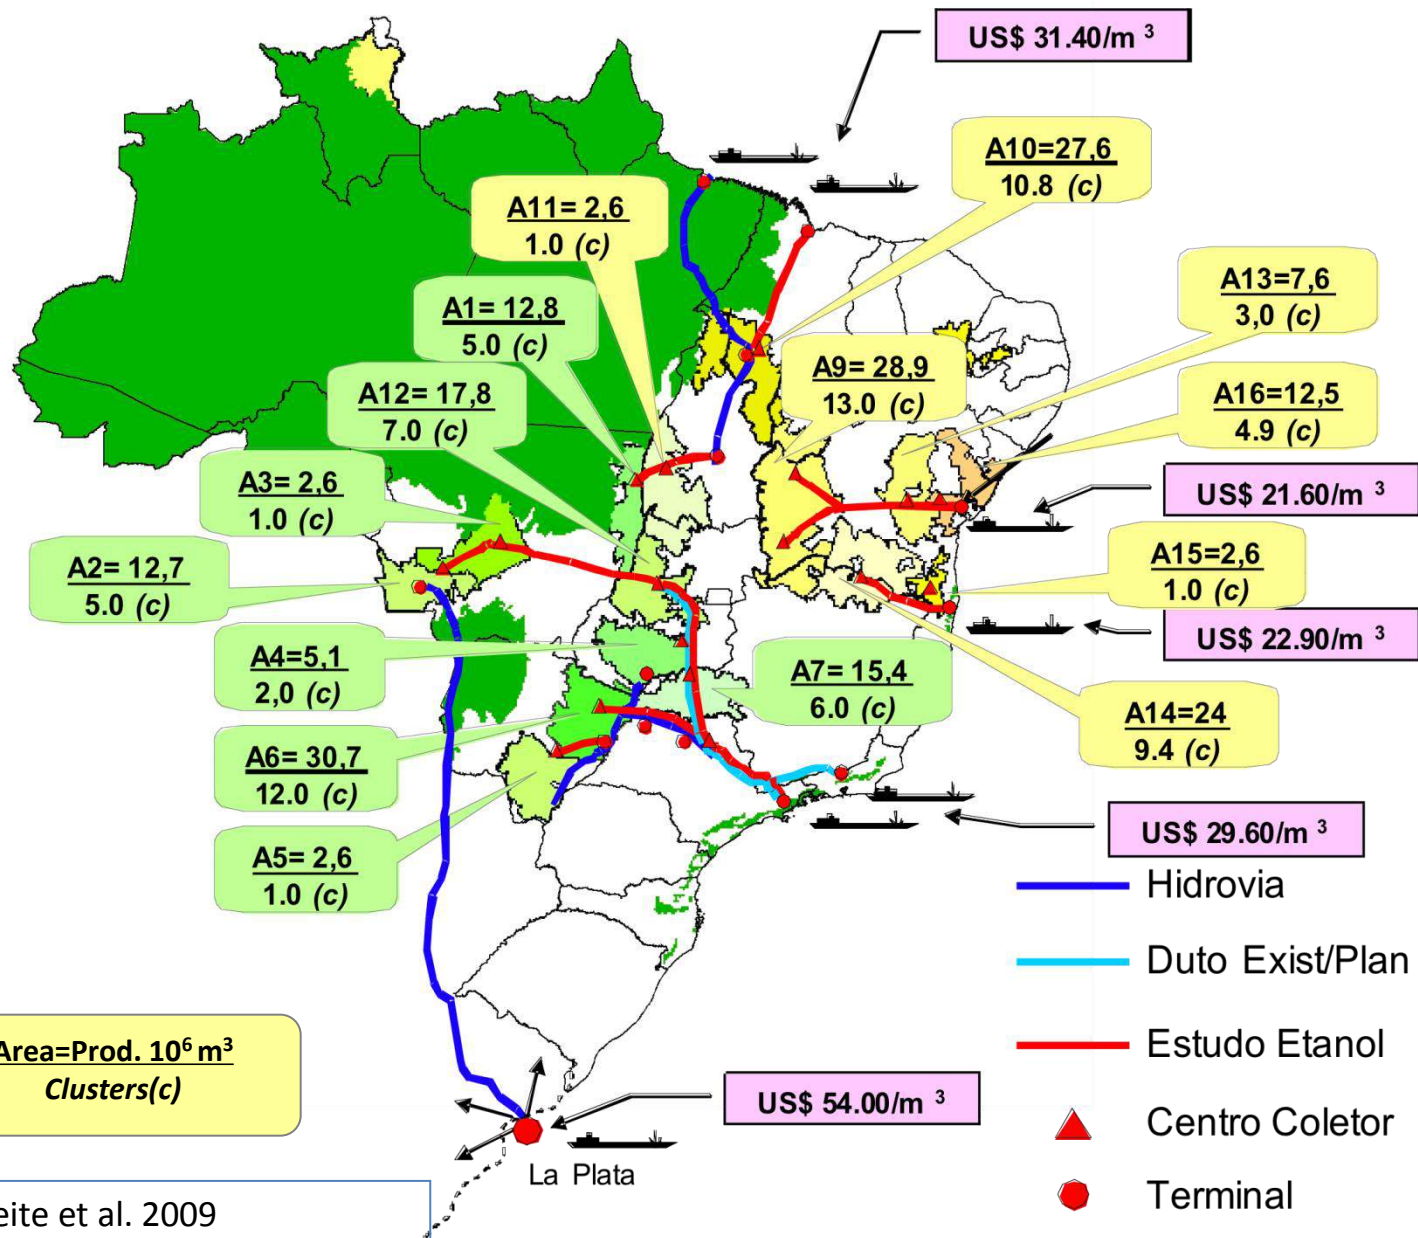 US$ 31.40/m 3
A10=27,6
10.8 (c)
A11= 2,6
1.0 (c)
A13=7,6
3,0 (c)
A1= 12,8
5.0 (c)
A9= 28,9
13.0 (c)
A12= 17,8
7.0 (c)
A16=12,5
4.9 (c)
A3= 2,6
1.0 (c)
US$ 21.60/m 3
A2= 12,7
5.0 (c)
A15=2,6
1.0 (c)
US$ 22.90/m 3
A4=5,1
2,0 (c)
A7= 15,4
6.0 (c)
A14=24
9.4 (c)
A6= 30,7
12.0 (c)
US$ 29.60/m 3
A5= 2,6
1.0 (c)
Hidrovia
Duto Exist/Plan
Estudo Etanol
Centro Coletor
Terminal
Area=Prod. 10⁶ m³
Clusters(c)
US$ 54.00/m 3
La Plata
eite et al. 2009